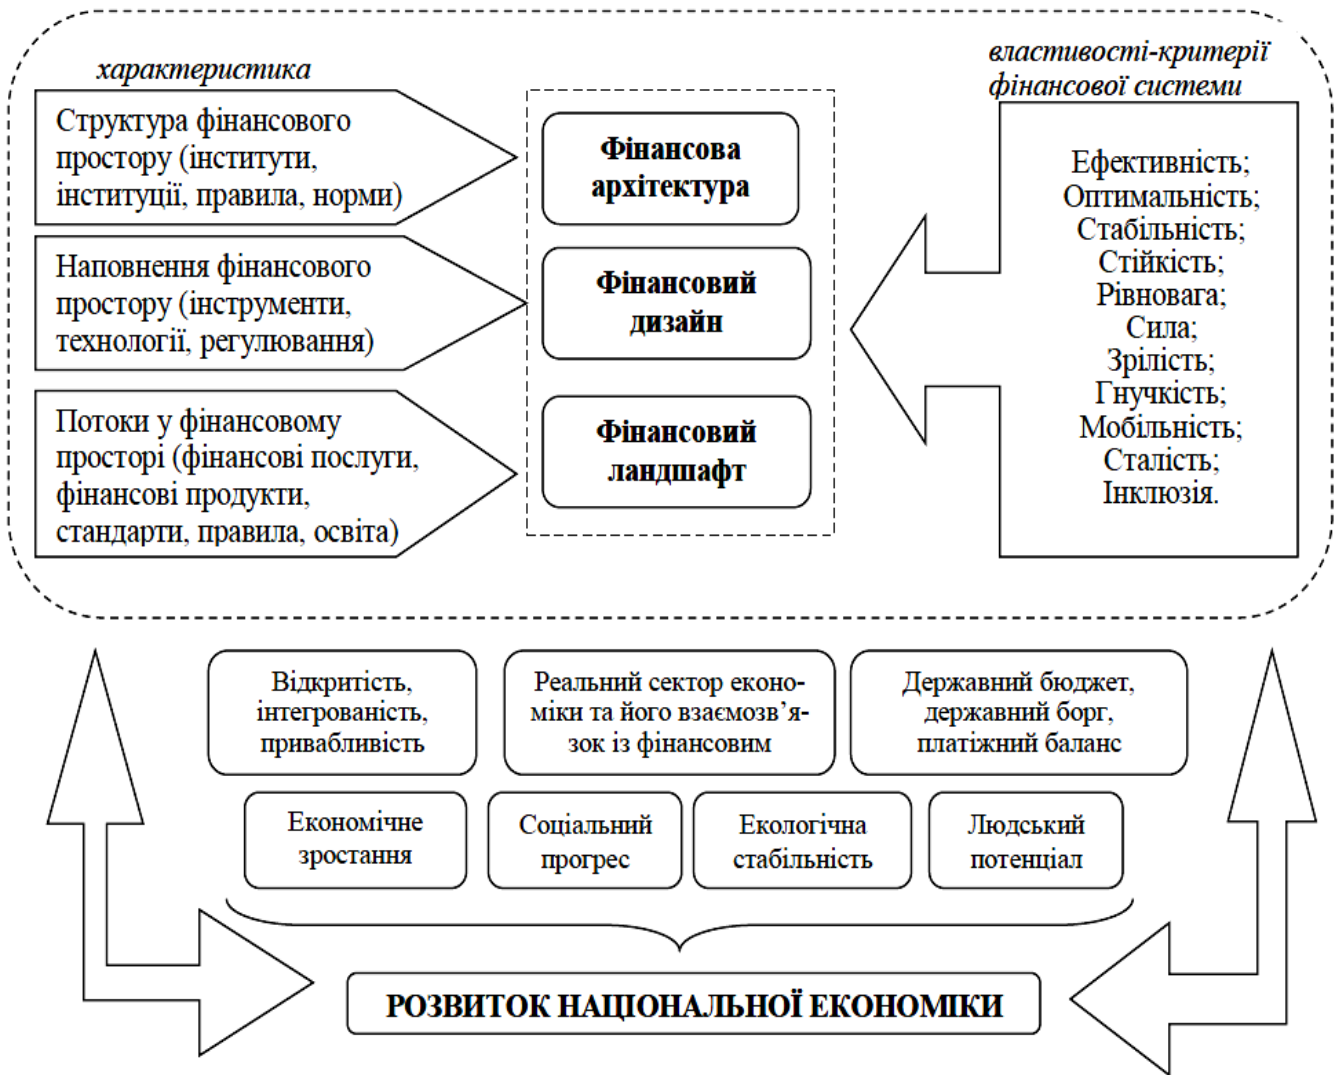 характеристика
Структура фінансового
простору (інститути,
інституції, правила, норми)
Наповнення фінансового
простору (інструменти,
технології, регулювання)
Потоки у фінансовому
просторі (фінансові послуги,
фінансові продукти,
стандарти, правила, освіта)
Фінансова
архітектура
Фінансовий
дизайн
Фінансовий
ландшафт
властивості-критерії
фінансової системи
Ефективність;
Оптимальність;
Стабільність;
Стійкість;
Рівновага;
Сила;
Зрілість;
Гнучкість;
Мобільність;
Сталість;
Інклюзія.
Відкритість,
інтегрованість,
привабливість
Реальний сектор еконо-
міки та його взаємозв’я-
зок із фінансовим
Державний бюджет,
державний борг,
платіжний баланс
Економічне
зростання
Соціальний
прогрес
Екологічна
стабільність
Людський
потенціал
РОЗВИТОК НАЦІОНАЛЬНОЇ ЕКОНОМІКИ